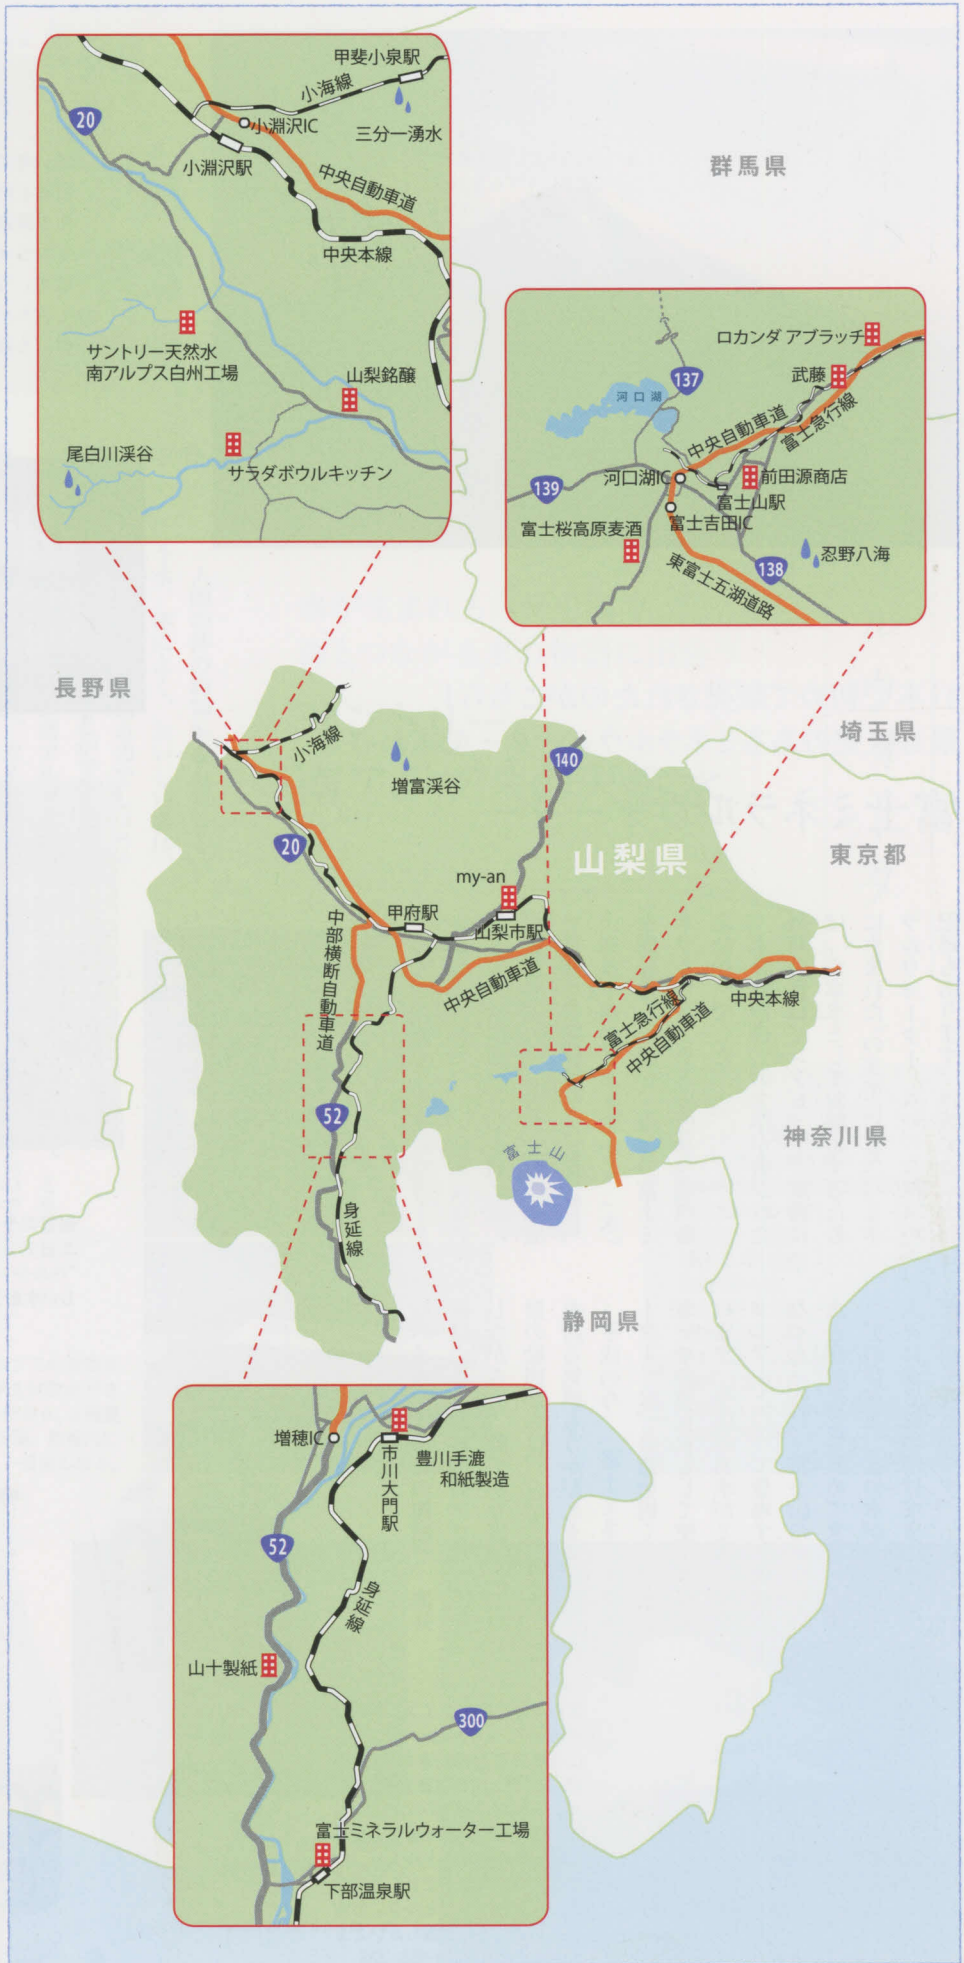 甲斐小泉駅
小海線
20
小淵沢IC
三分一湧水
小淵沢駅
中央自動車道
中央本線
サントリー天然水
南アルプス白州工場
山梨銘醸
尾白川渓谷
サラダボウルキッチン
群馬県
ロカンダ アブラッチ
武藤
137
河口湖
中央自動車道
富士急行線
139
河口湖IC
前田源商店
富士山駅
富士吉田IC
富士桜高原麦酒
忍野八海
138
東富士五湖道路
長野県
埼玉県
小海線
増富渓谷
140
20
山梨県
東京都
my-an
甲府駅
山梨市駅
中部横断自動車道
中央自動車道
中央本線
富士急行線
中央自動車道
52
神奈川県
富士山
身延線
静岡県
増穂IC
市川大門駅
豊川手漉
和紙製造
52
身延線
山十製紙
300
富士ミネラルウォーター工場
下部温泉駅